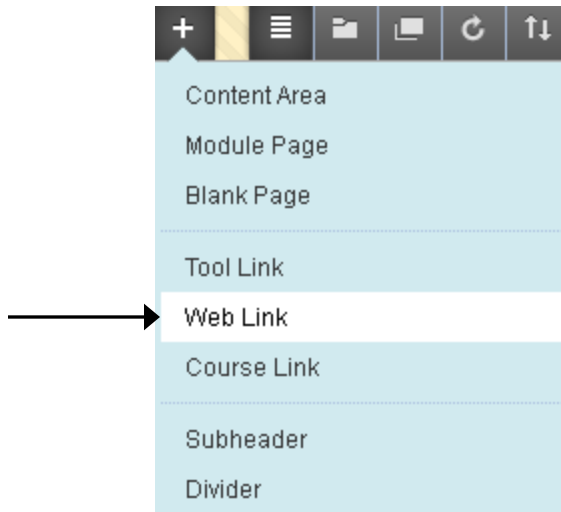 Content Area
Module Page
Blank Page
Tool Link
Web Link
Course Link
Subheader
Divider